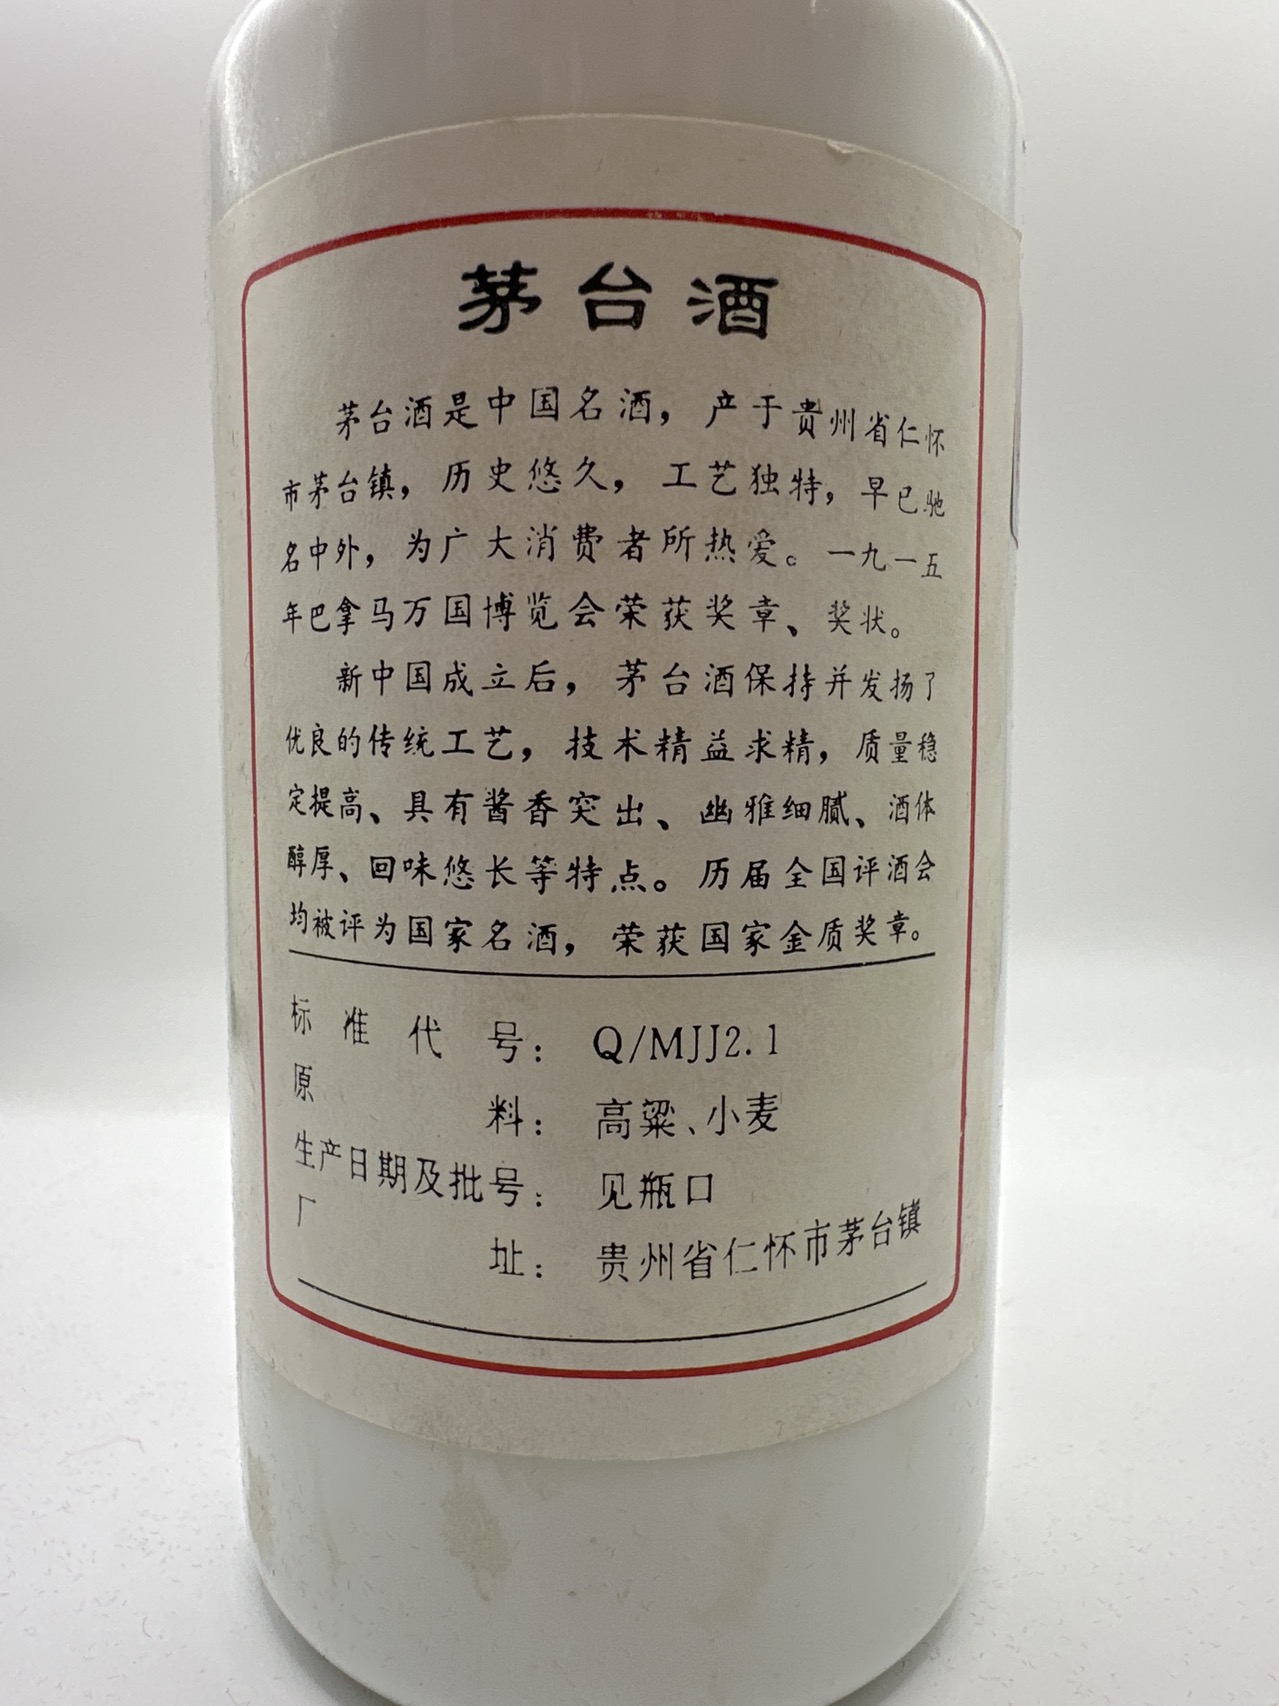 茅台酒
茅台酒是中国名酒，产于贵州省仁怀
市茅台镇，历史悠久，工艺独特，早已驰
名中外，为广大消费者所热爱。一九一五
年巴拿马万国博览会荣获奖章、奖状。
新中国成立后，茅台酒保持并发扬了
优良的传统工艺，技术精益求精，质量稳
定提高、具有酱香突出、幽雅细腻、酒体
醇厚、回味悠长等特点。历届全国评酒会
均被评为国家名酒，荣获国家金质奖章。
标准代号：Q/MJJ2.1
原料：高粱、小麦
生产日期及批号：见瓶口
厂址：贵州省仁怀市茅台镇